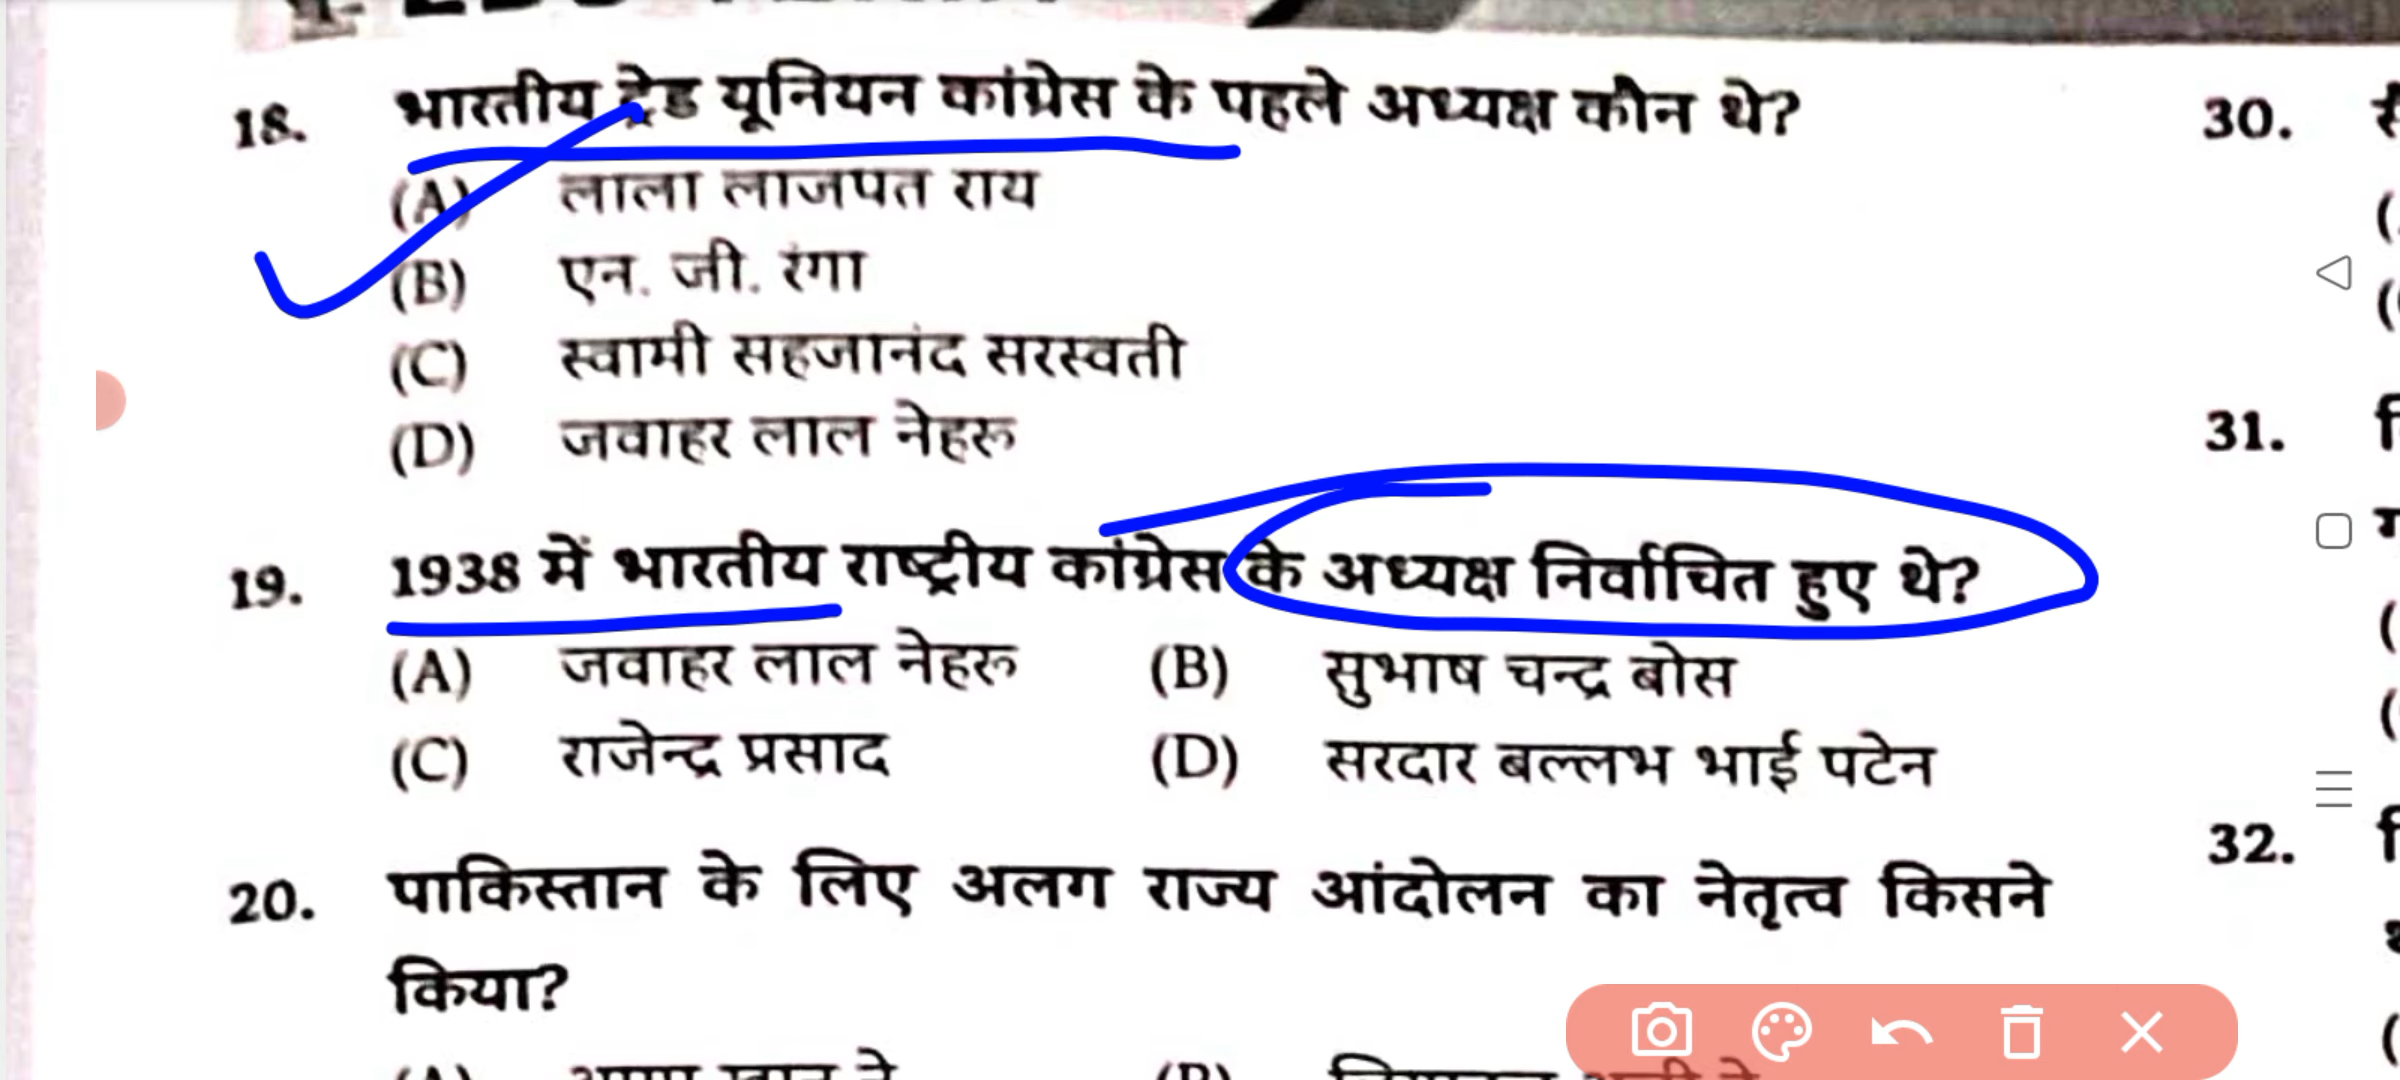 18. भारतीय ट्रेड यूनियन कांग्रेस के पहले अध्यक्ष कौन थे?
(A) लाला लाजपत राय
(B) एन. जी. रंगा
(C) स्वामी सहजानंद सरस्वती
(D) जवाहर लाल नेहरू
19. 1938 में भारतीय राष्ट्रीय कांग्रेस के अध्यक्ष निर्वाचित हुए थे?
(A) जवाहर लाल नेहरू (B) सुभाष चन्द्र बोस
(C) राजेन्द्र प्रसाद (D) सरदार बल्लभ भाई पटेन
20. पाकिस्तान के लिए अलग राज्य आंदोलन का नेतृत्व किसने
किया?
30.
31.
32.